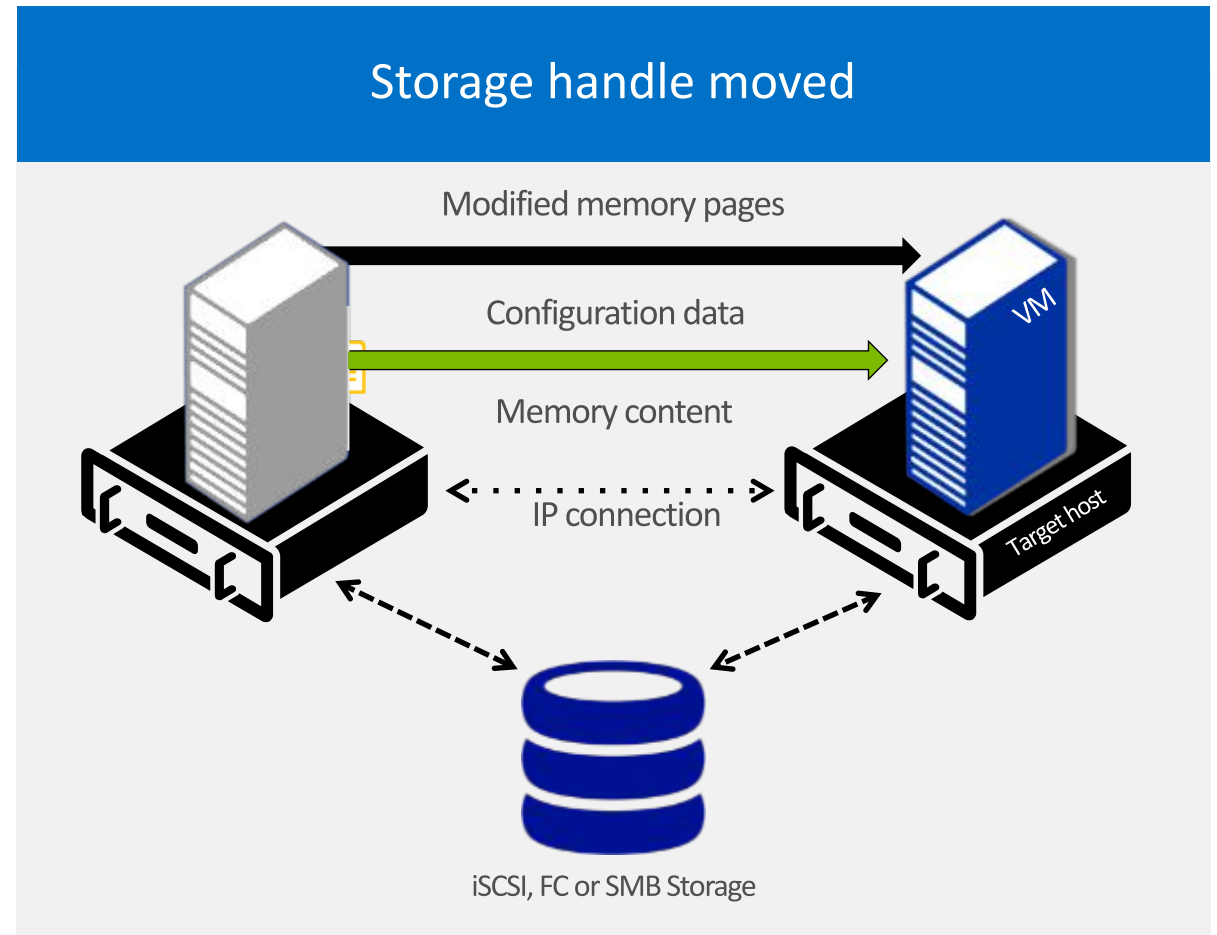 Storage handle moved
Modified memory pages
Configuration data
VM
Memory content
IP connection
Target host
iSCSI, FC or SMB Storage